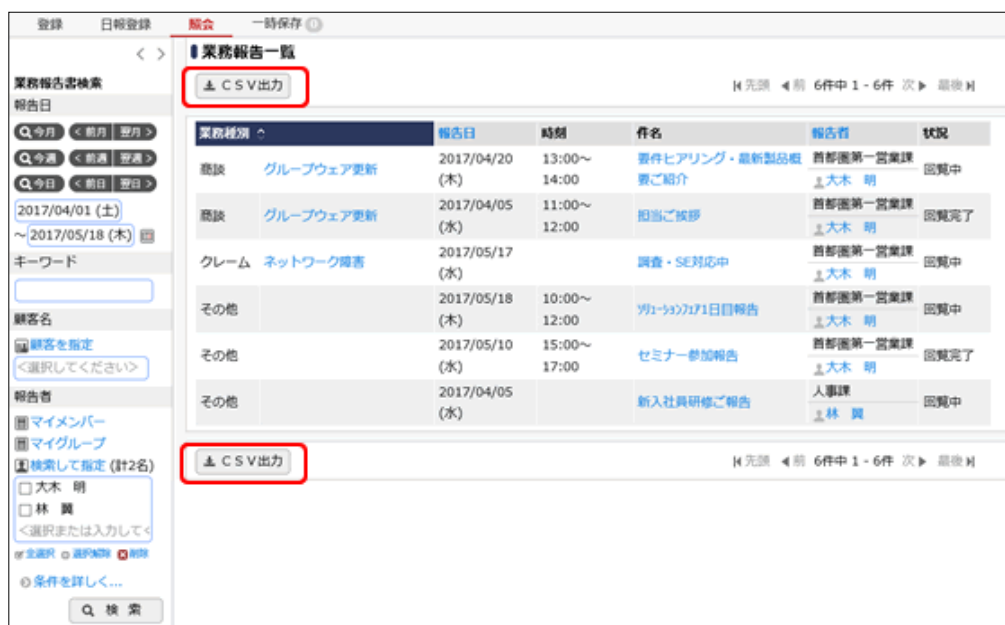 登録 日報登録 照会 一時保存
業務報告書検索
報告日
今月 <前月 翌月>
今週 <前週 翌週>
今日 <前日 翌日>
2017/04/01 (土)
～2017/05/18 (木)
キーワード
顧客名
顧客を指定
<選択してください>
報告者
マイメンバー
マイグループ
検索して指定 (計2名)
大木 明
林 翼
<選択または入力して<
全選択 選択解除 削除
条件を詳しく...
検 索
業務報告一覧
ＣＳＶ出力 先頭 前 6件中 1 - 6件 次 最後
業務種別 報告日 時刻 件名 報告者 状況
商談 グループウェア更新 2017/04/20 (木) 13:00～14:00 要件ヒアリング・最新製品概要ご紹介 首都圏第一営業課 大木 明 回覧中
商談 グループウェア更新 2017/04/05 (水) 11:00～12:00 担当ご挨拶 首都圏第一営業課 大木 明 回覧完了
クレーム ネットワーク障害 2017/05/17 (水) 調査・SE対応中 首都圏第一営業課 大木 明 回覧中
その他 2017/05/18 (木) 10:00～12:00 ｿﾘｭｰｼｮﾝﾌｪｱ1日目報告 首都圏第一営業課 大木 明 回覧中
その他 2017/05/10 (水) 15:00～17:00 セミナー参加報告 首都圏第一営業課 大木 明 回覧完了
その他 2017/04/05 (水) 新入社員研修ご報告 人事課 林 翼 回覧中
ＣＳＶ出力 先頭 前 6件中 1 - 6件 次 最後